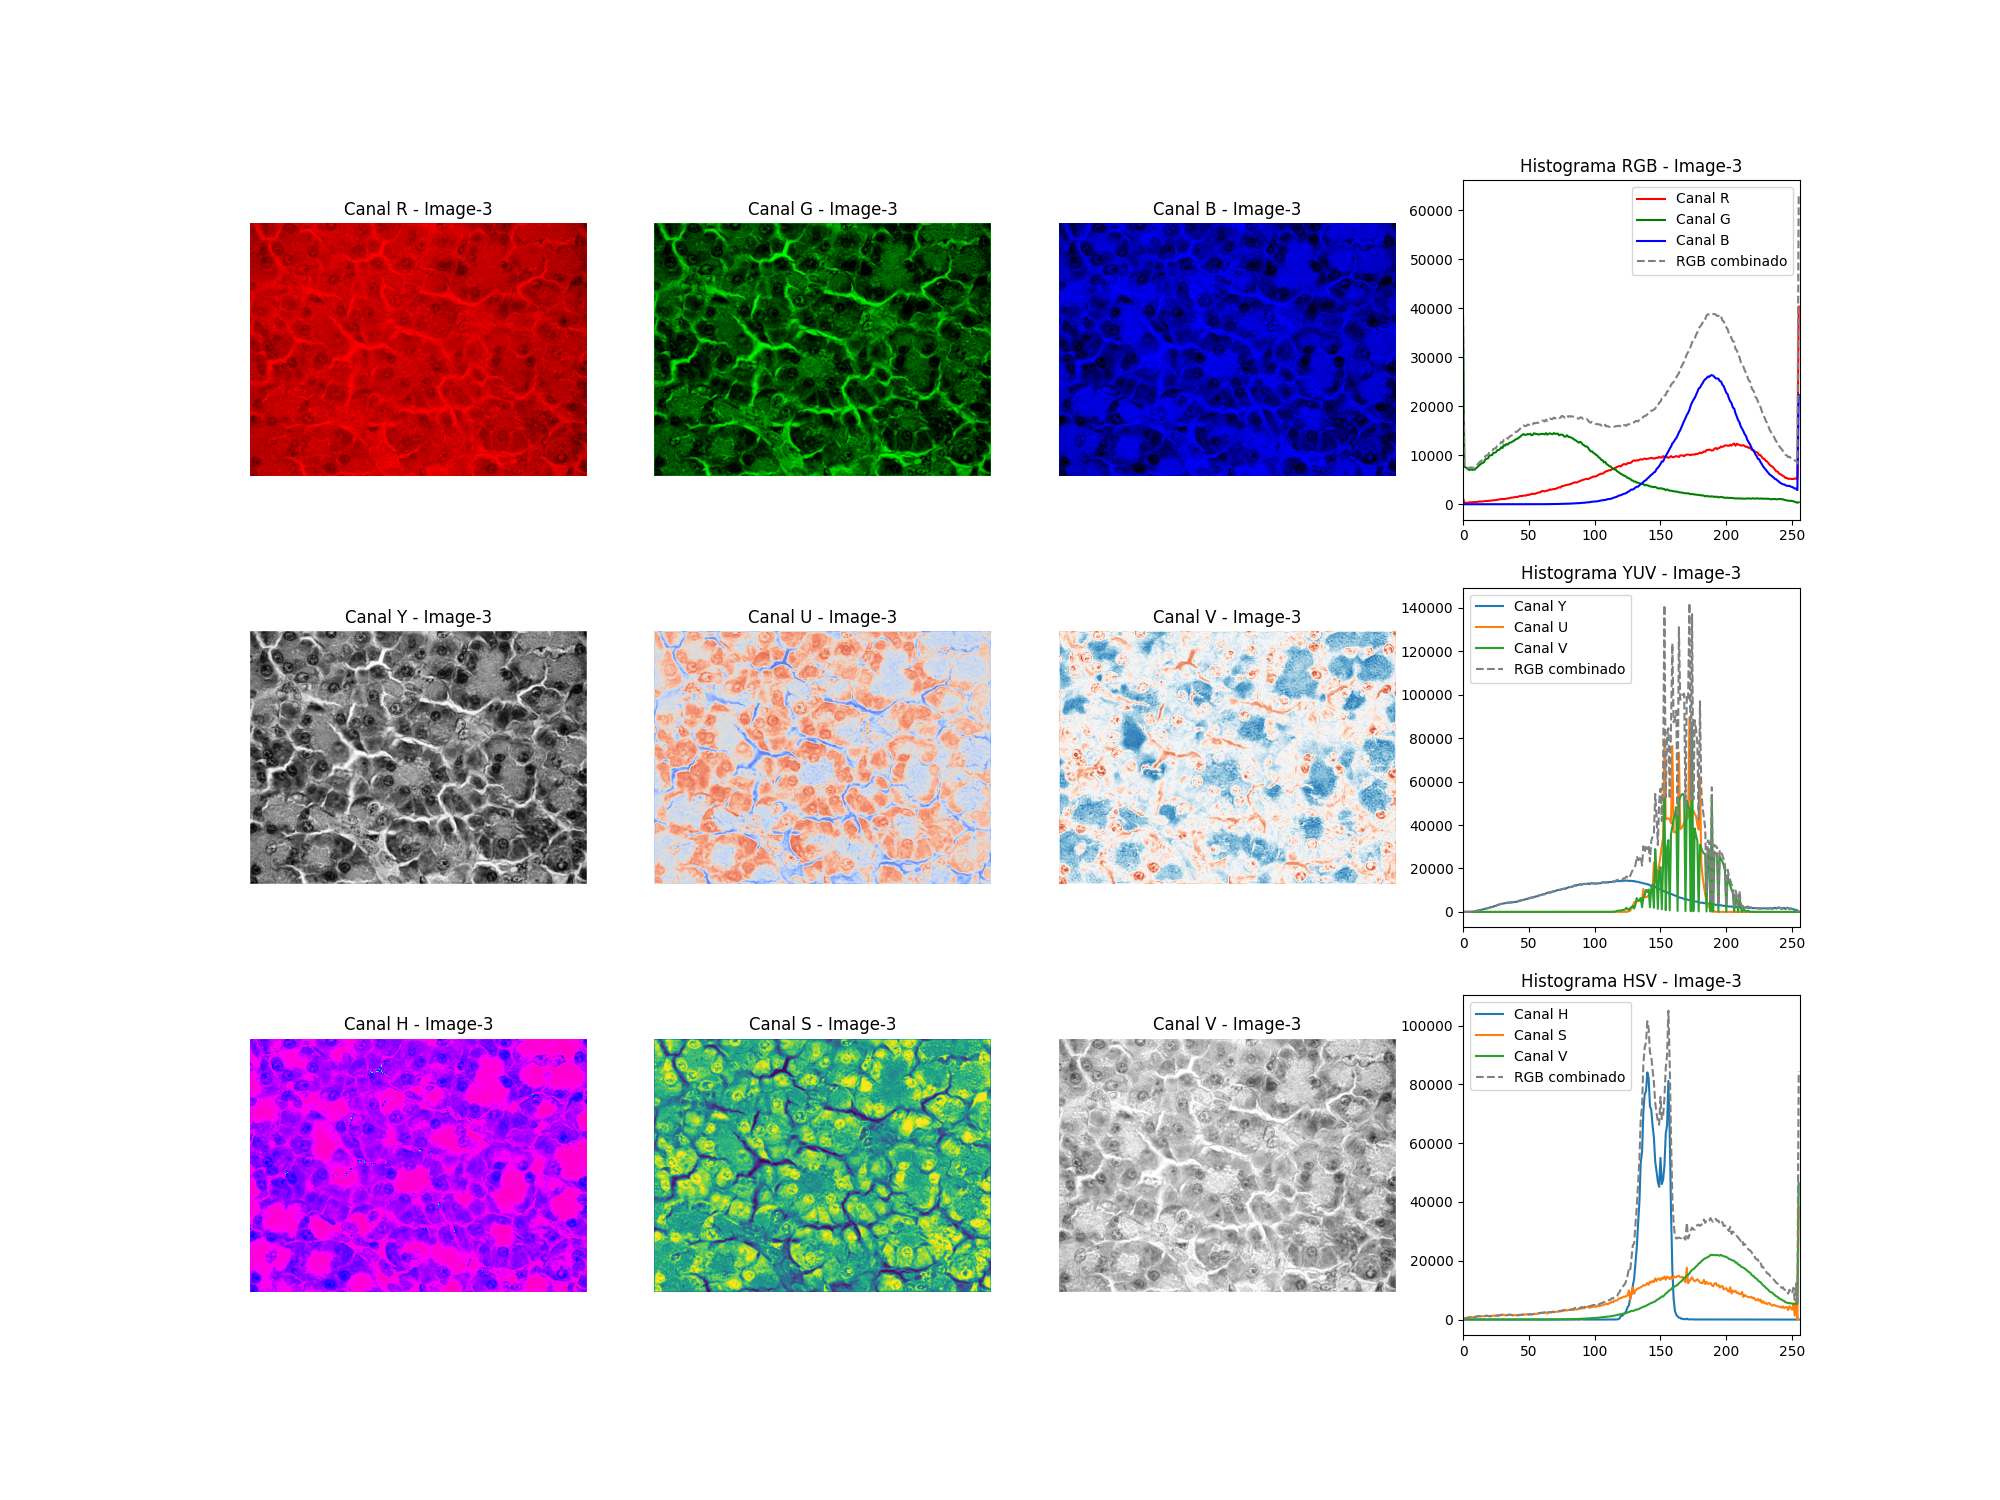 Canal R - Image-3
Canal G - Image-3
Canal B - Image-3
Histograma RGB - Image-3
Canal R
Canal G
Canal B
RGB combinado
60000
50000
40000
30000
20000
10000
0
0 50 100 150 200 250
Canal Y - Image-3
Canal U - Image-3
Canal V - Image-3
Histograma YUV - Image-3
Canal Y
Canal U
Canal V
RGB combinado
140000
120000
100000
80000
60000
40000
20000
0
0 50 100 150 200 250
Canal H - Image-3
Canal S - Image-3
Canal V - Image-3
Histograma HSV - Image-3
Canal H
Canal S
Canal V
RGB combinado
100000
80000
60000
40000
20000
0
0 50 100 150 200 250